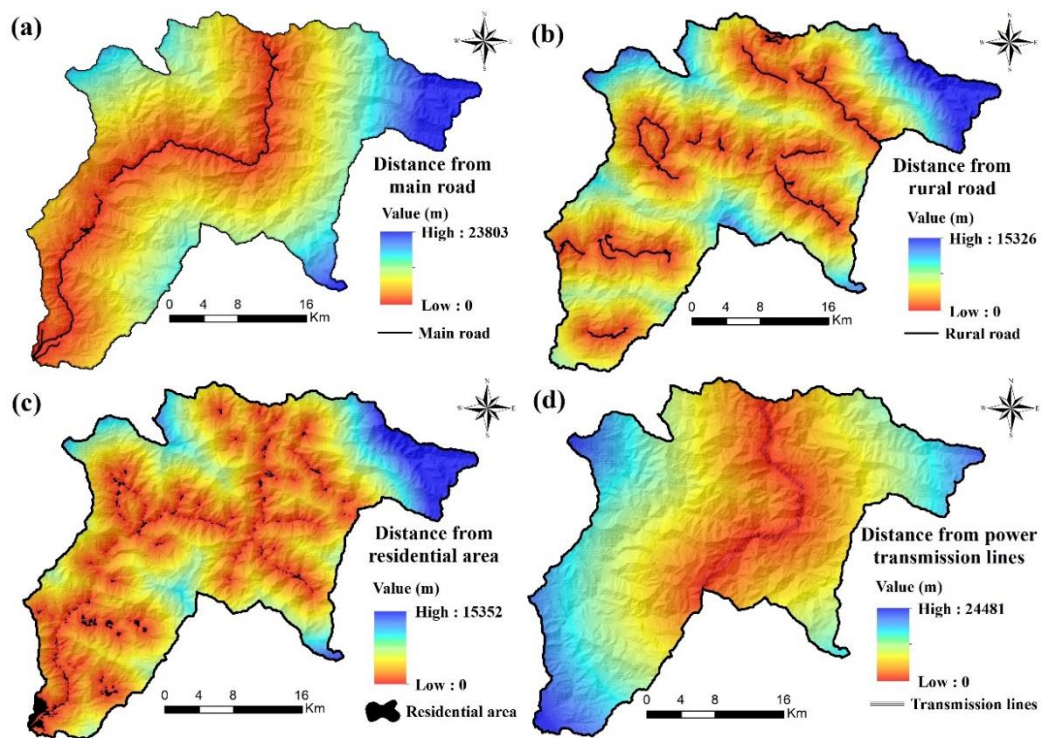 (a)
N
W E
S
Distance from
main road
Value (m)
High : 23803
Low : 0
0 4 8 16
Km
Main road
(b)
N
W E
S
Distance from
rural road
Value (m)
High : 15326
Low : 0
0 4 8 16
Km
Rural road
(c)
N
W E
S
Distance from
residential area
Value (m)
High : 15352
Low : 0
0 4 8 16
Km
Residential area
(d)
N
W E
S
Distance from power
transmission lines
Value (m)
High : 24481
Low : 0
0 4 8 16
Km
Transmission lines